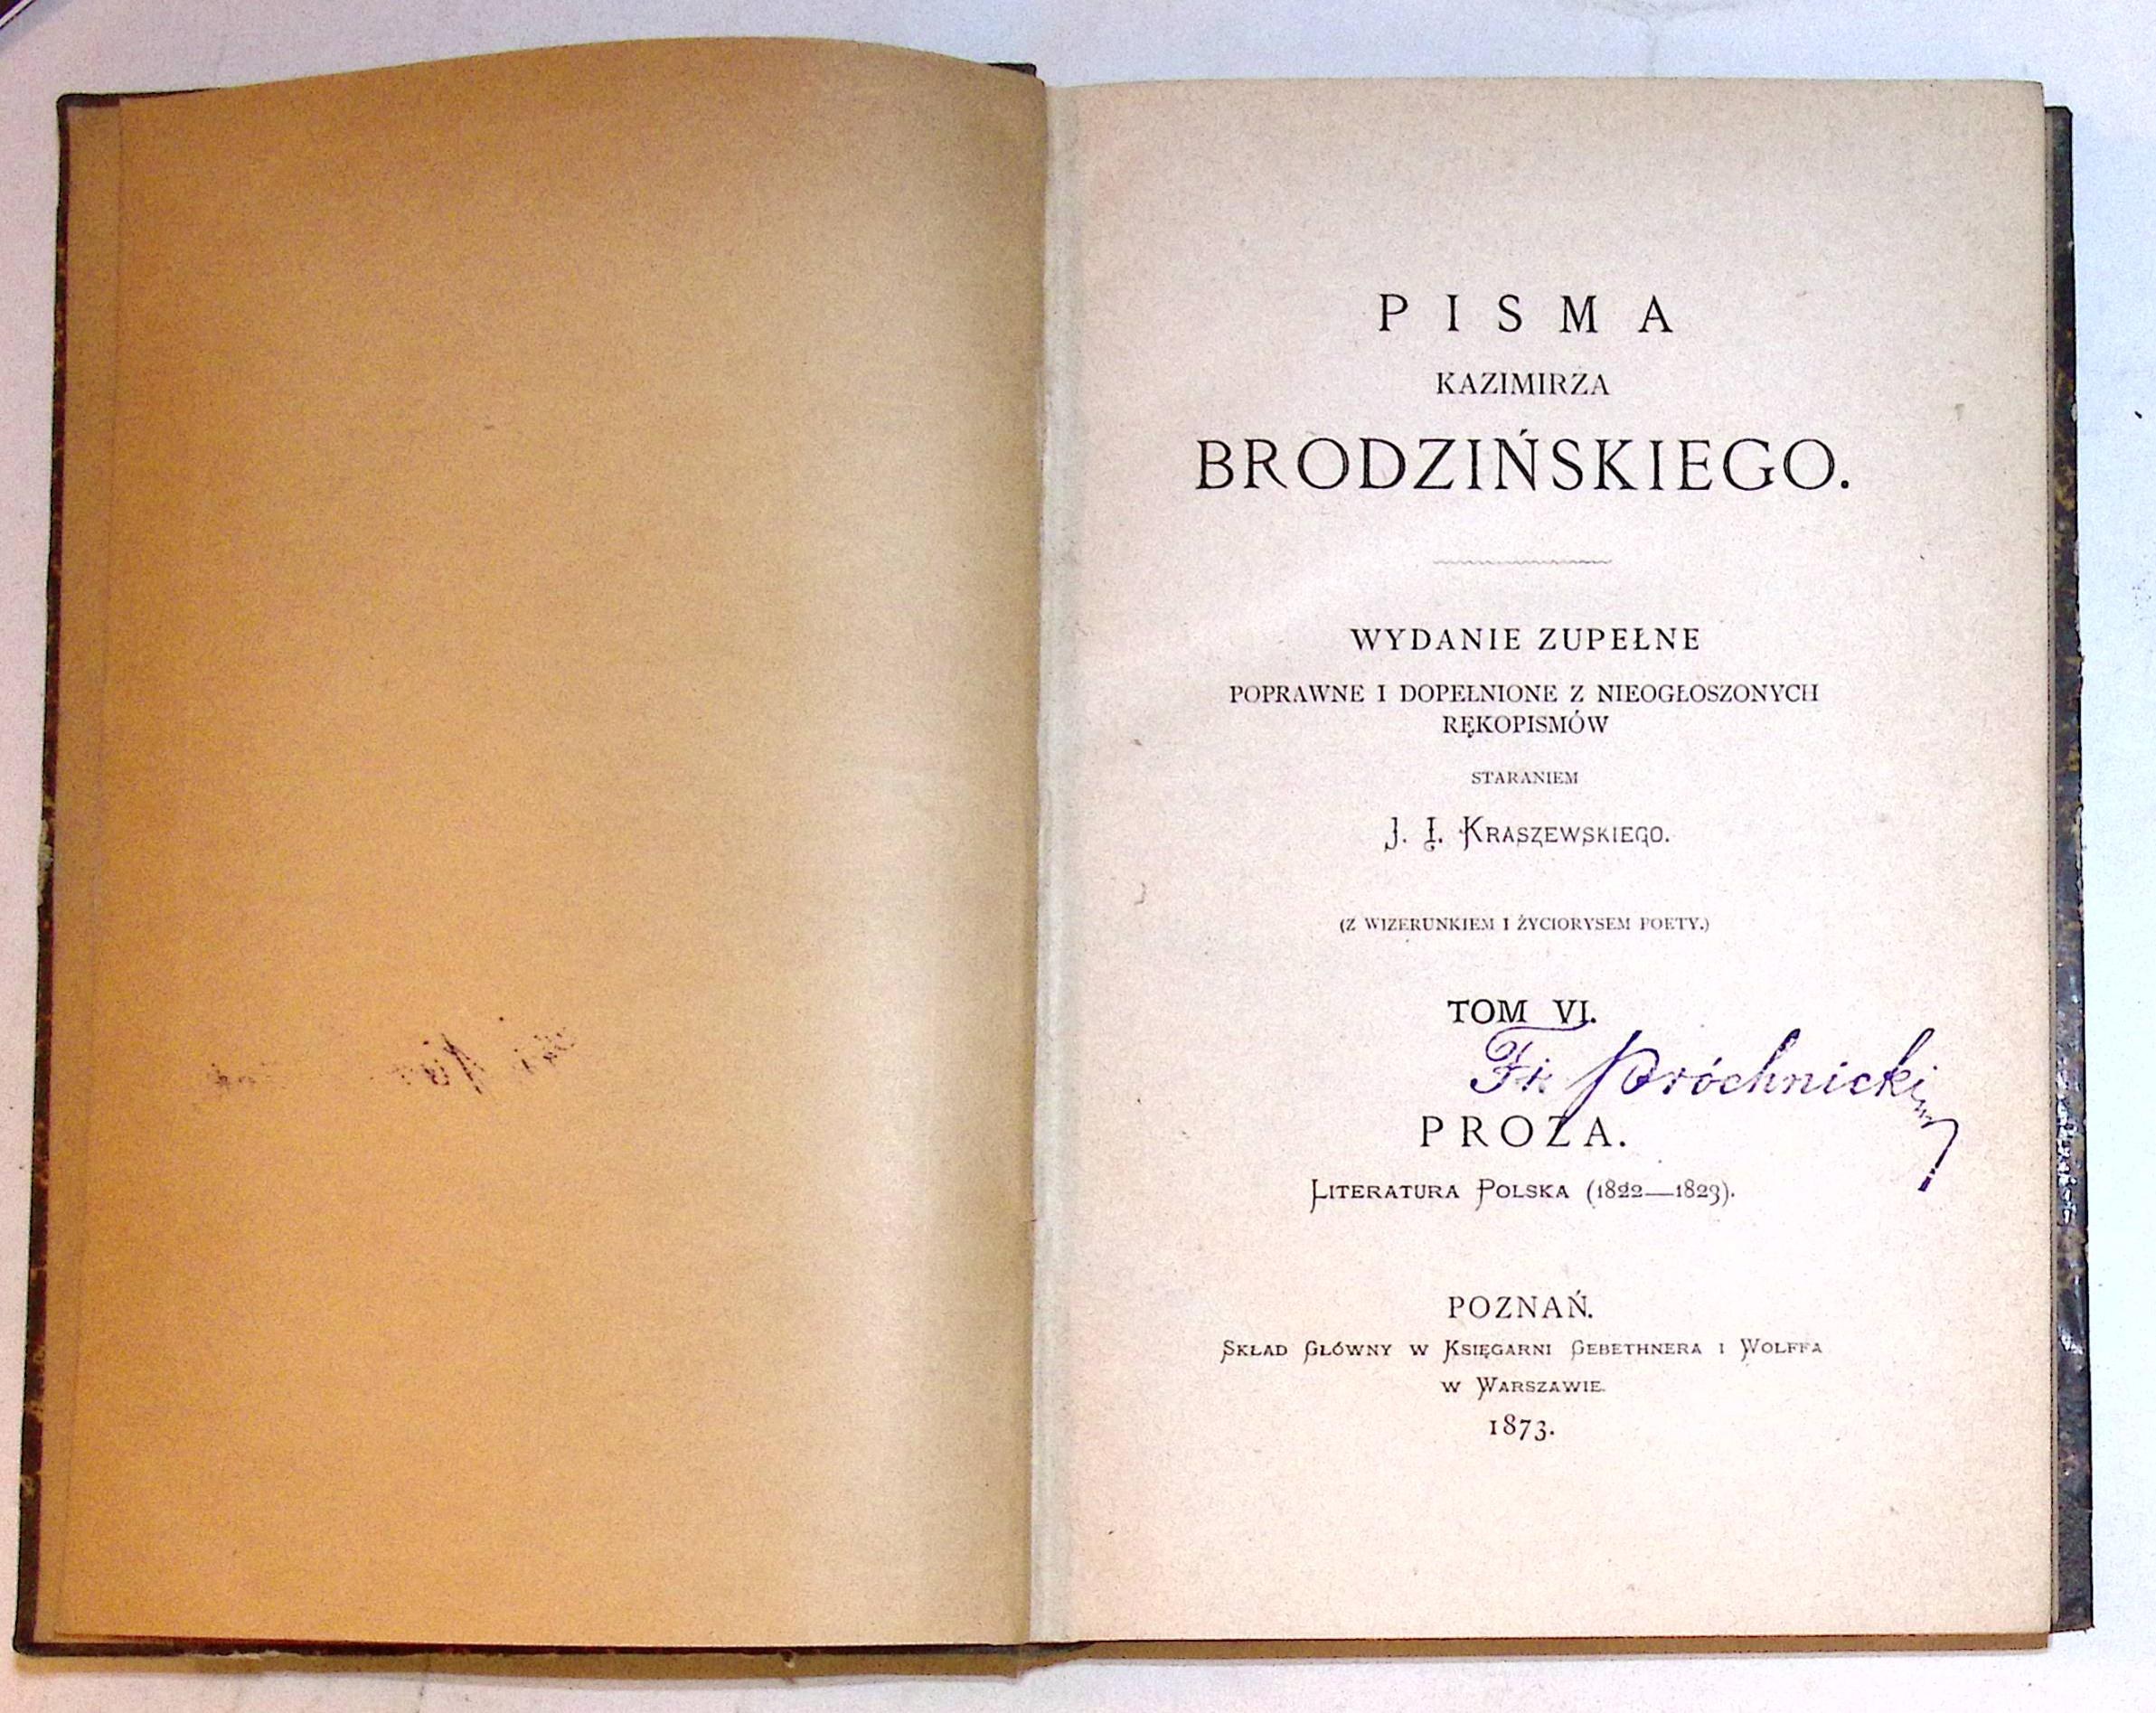 PISMA
KAZIMIRZA
BRODZIŃSKIEGO.
WYDANIE ZUPEŁNE
POPRAWNE I DOPEŁNIONE Z NIEOGŁOSZONYCH
RĘKOPISMÓW
STARANIEM
J. I. KRASZEWSKIEGO.
(Z WIZERUNKIEM I ŻYCIORYSEM POETY.)
TOM VI.
Fr Próchnicki
PROZA.
LITERATURA POLSKA (1822—1823).
POZNAŃ.
SKŁAD GŁÓWNY W KSIĘGARNI GEBETHNERA I WOLFFA
W WARSZAWIE.
1873.